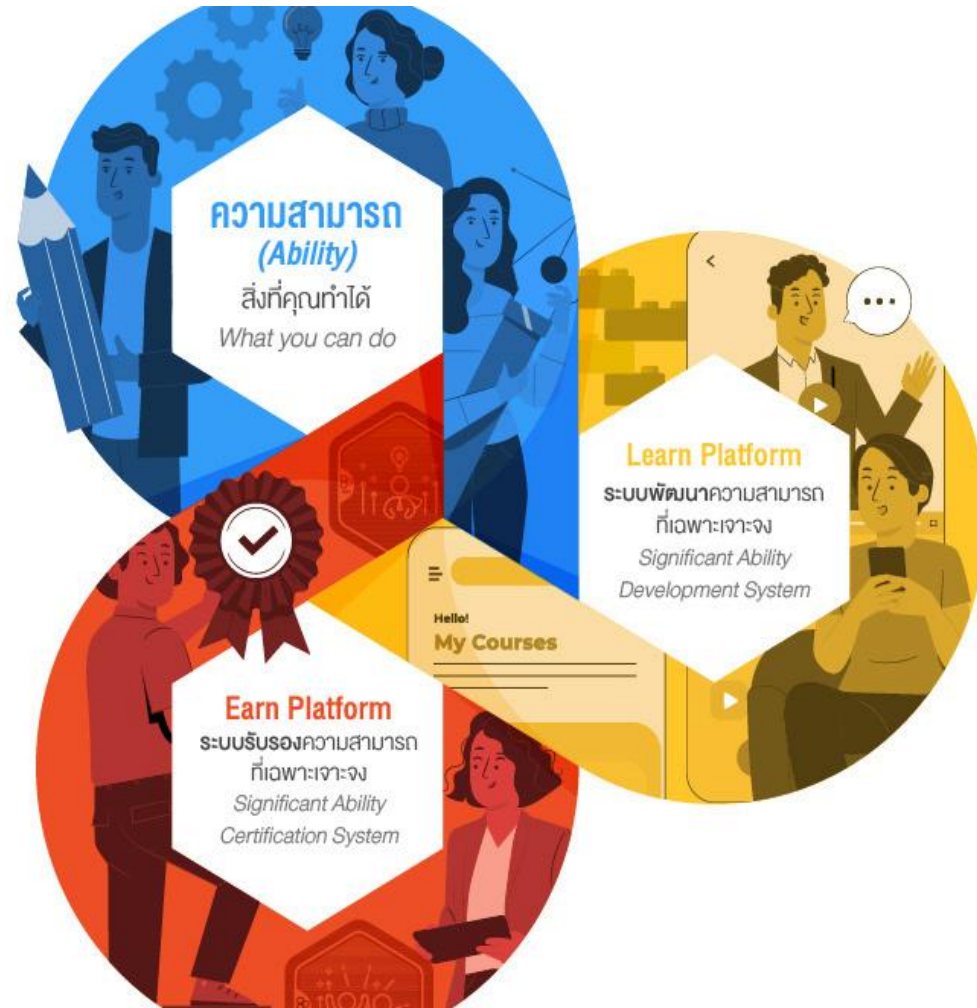 ความสามารถ
(Ability)
สิ่งที่คุณทำได้
What you can do
Learn Platform
ระบบพัฒนาความสามารถ
ที่เฉพาะเจาะจง
Significant Ability
Development System
Hello!
My Courses
Earn Platform
ระบบรับรองความสามารถ
ที่เฉพาะเจาะจง
Significant Ability
Certification System